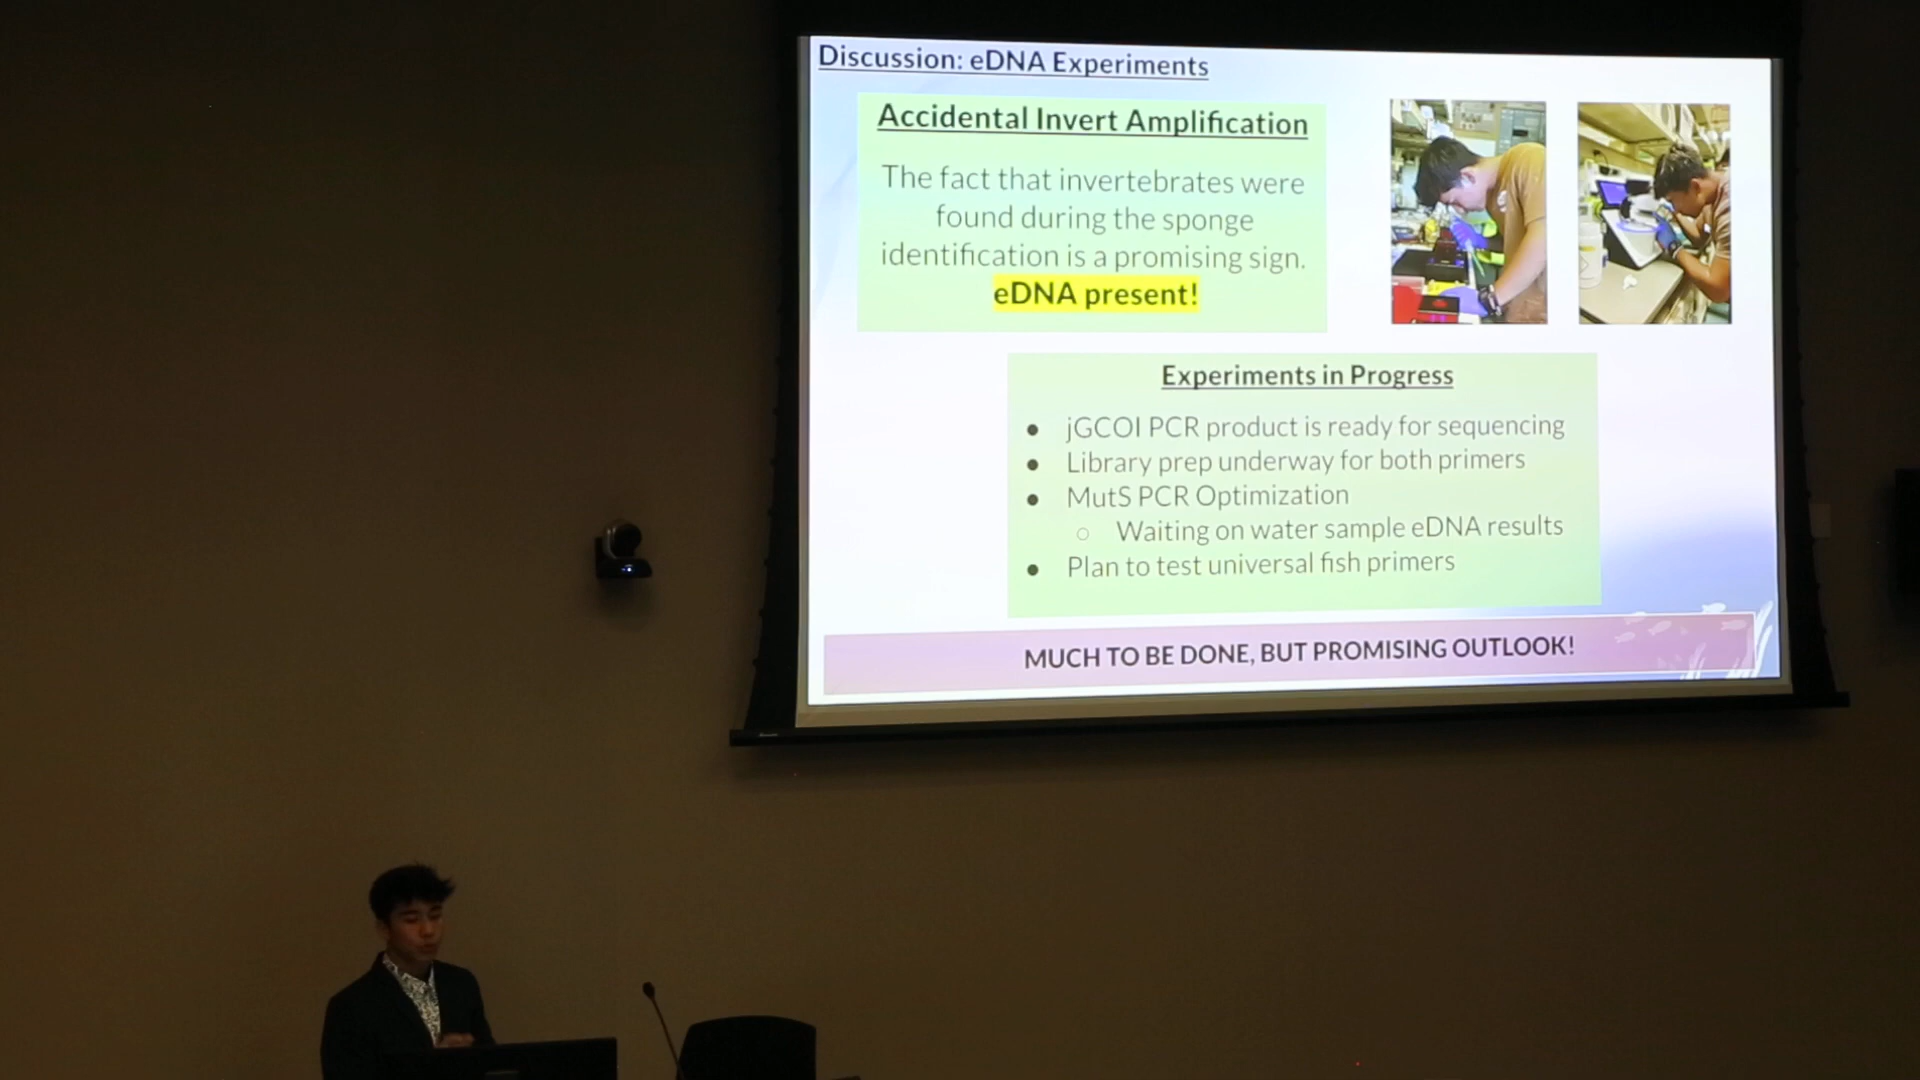 Discussion: eDNA Experiments
Accidental Invert Amplification
The fact that invertebrates were
found during the sponge
identification is a promising sign.
eDNA present!
Experiments in Progress
● jGCOI PCR product is ready for sequencing
● Library prep underway for both primers
● MutS PCR Optimization
○ Waiting on water sample eDNA results
● Plan to test universal fish primers
MUCH TO BE DONE, BUT PROMISING OUTLOOK!